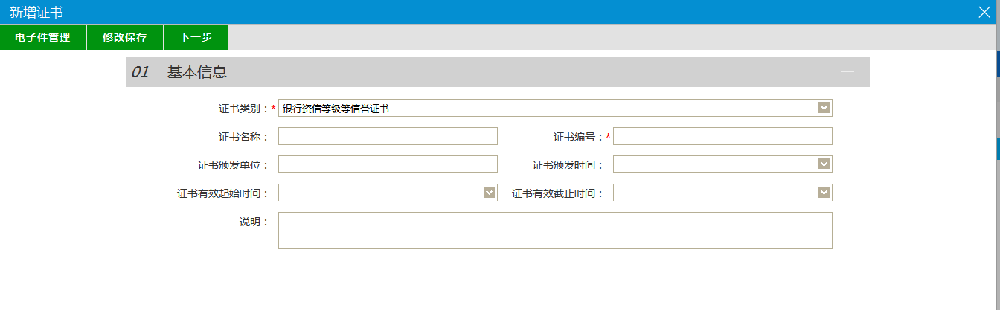 新增证书
电子件管理 修改保存 下一步
01 基本信息
证书类别：* 银行资信等级等信誉证书
证书名称： 证书编号：*
证书颁发单位： 证书颁发时间：
证书有效起始时间： 证书有效截止时间：
说明：